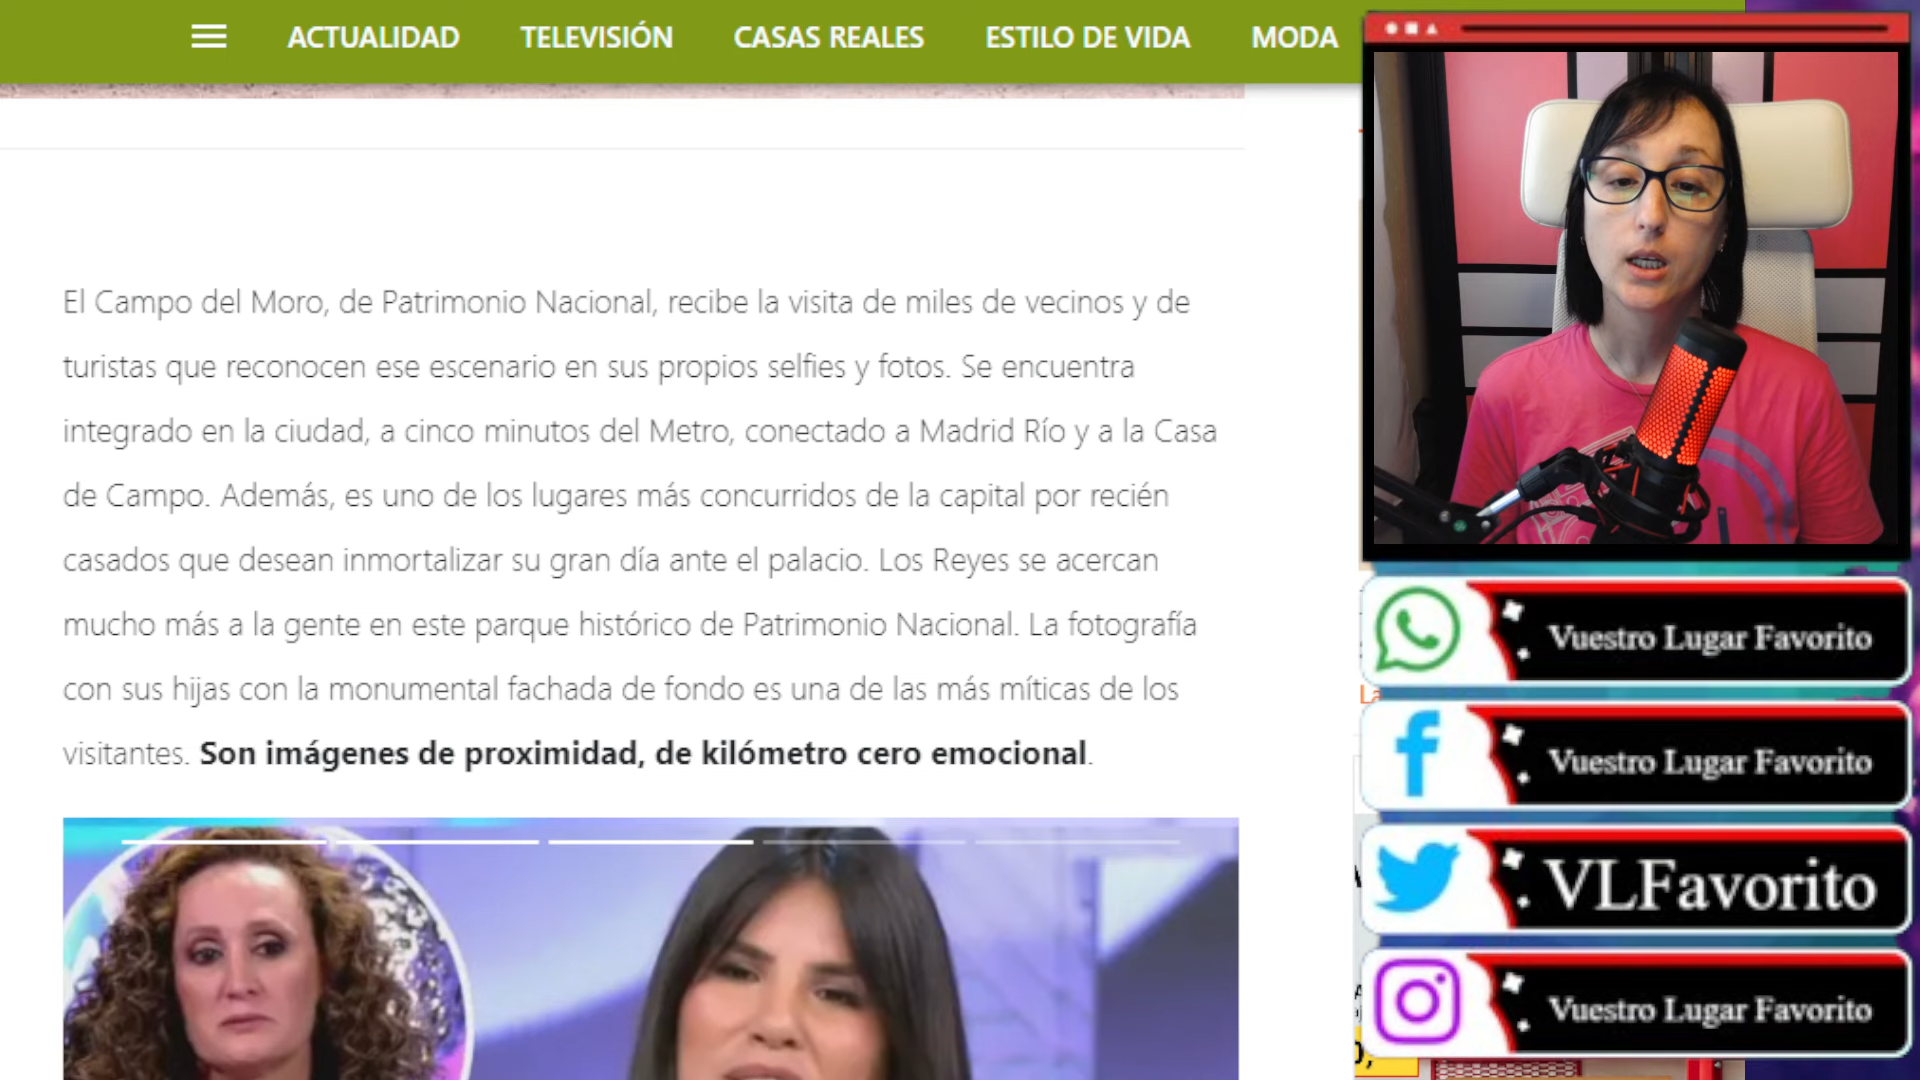 ACTUALIDAD TELEVISIÓN CASAS REALES ESTILO DE VIDA MODA
El Campo del Moro, de Patrimonio Nacional, recibe la visita de miles de vecinos y de
turistas que reconocen ese escenario en sus propios selfies y fotos. Se encuentra
integrado en la ciudad, a cinco minutos del Metro, conectado a Madrid Río y a la Casa
de Campo. Además, es uno de los lugares más concurridos de la capital por recién
casados que desean inmortalizar su gran día ante el palacio. Los Reyes se acercan
mucho más a la gente en este parque histórico de Patrimonio Nacional. La fotografía
con sus hijas con la monumental fachada de fondo es una de las más míticas de los
visitantes. Son imágenes de proximidad, de kilómetro cero emocional.
Vuestro Lugar Favorito
Vuestro Lugar Favorito
VLFavorito
Vuestro Lugar Favorito